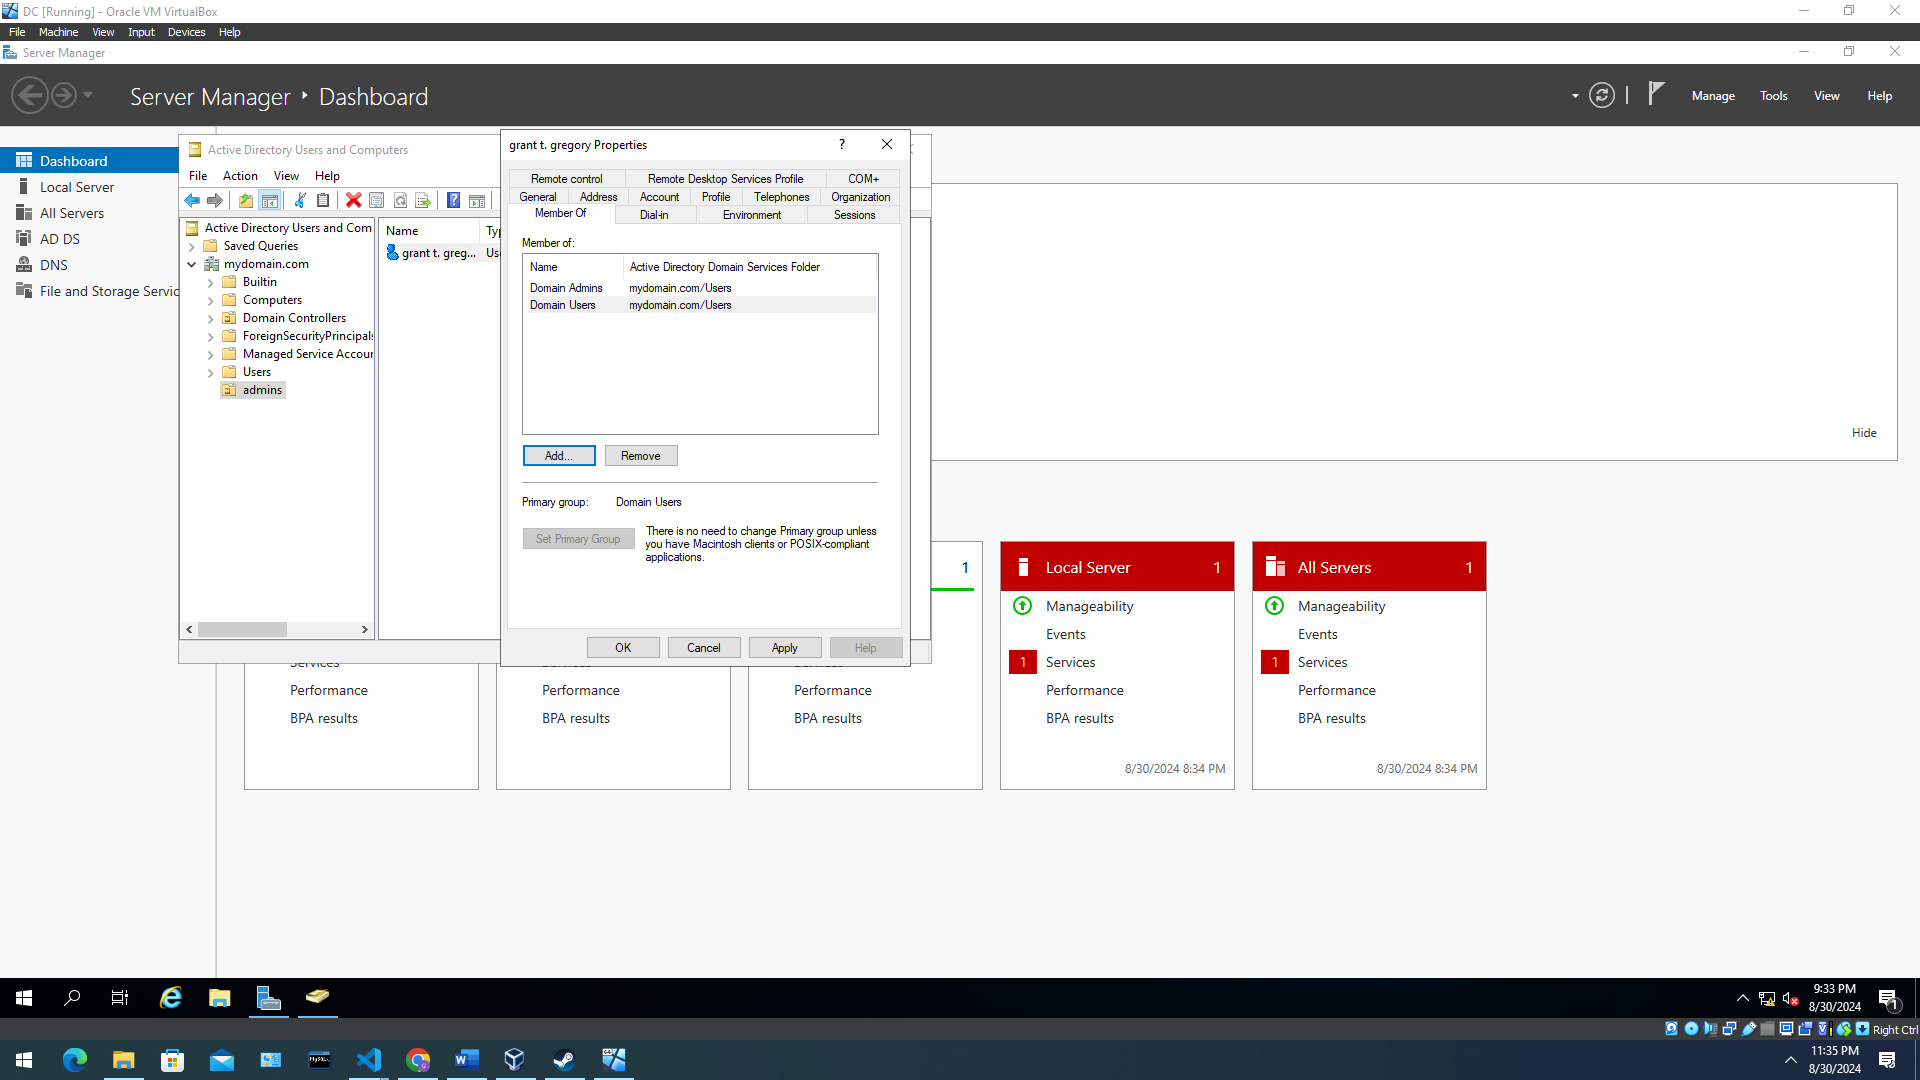 DC [Running] - Oracle VM VirtualBox
File Machine View Input Devices Help
Server Manager
Server Manager Dashboard
Manage Tools View Help
Dashboard
Local Server
All Servers
AD DS
DNS
File and Storage Servic
Active Directory Users and Computers
File Action View Help
Active Directory Users and Com
Saved Queries
mydomain.com
Builtin
Computers
Domain Controllers
ForeignSecurityPrincipals
Managed Service Accour
Users
admins
Name Typ
grant t. greg... Use
grant t. gregory Properties
?
Remote control Remote Desktop Services Profile COM+
General Address Account Profile Telephones Organization
Member Of Dial-in Environment Sessions
Member of:
Name Active Directory Domain Services Folder
Domain Admins mydomain.com/Users
Domain Users mydomain.com/Users
Add... Remove
Primary group: Domain Users
Set Primary Group
There is no need to change Primary group unless
you have Macintosh clients or POSIX-compliant
applications.
OK Cancel Apply Help
Hide
Services
Performance
BPA results
Performance
BPA results
1
Performance
BPA results
Local Server 1
Manageability
Events
1 Services
Performance
BPA results
8/30/2024 8:34 PM
All Servers 1
Manageability
Events
1 Services
Performance
BPA results
8/30/2024 8:34 PM
9:33 PM
8/30/2024
1
Right Ctrl
MySQL
11:35 PM
8/30/2024